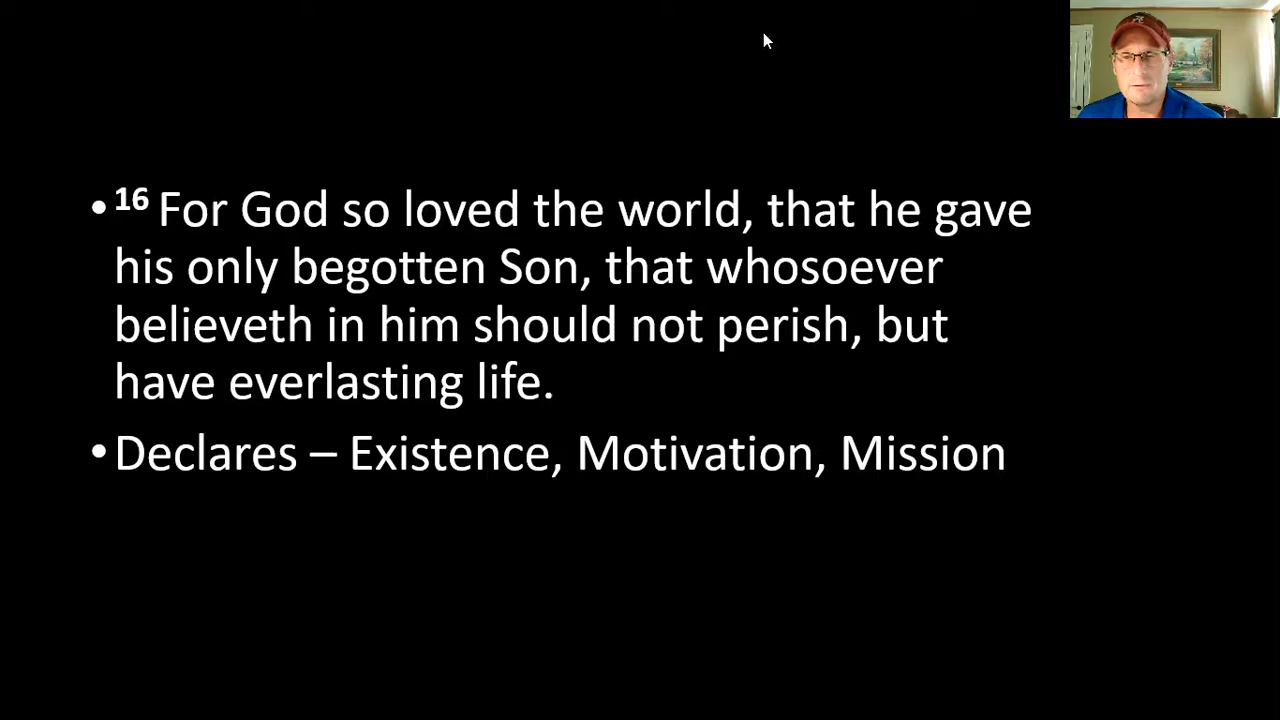 • 16 For God so loved the world, that he gave
his only begotten Son, that whosoever
believeth in him should not perish, but
have everlasting life.
• Declares – Existence, Motivation, Mission